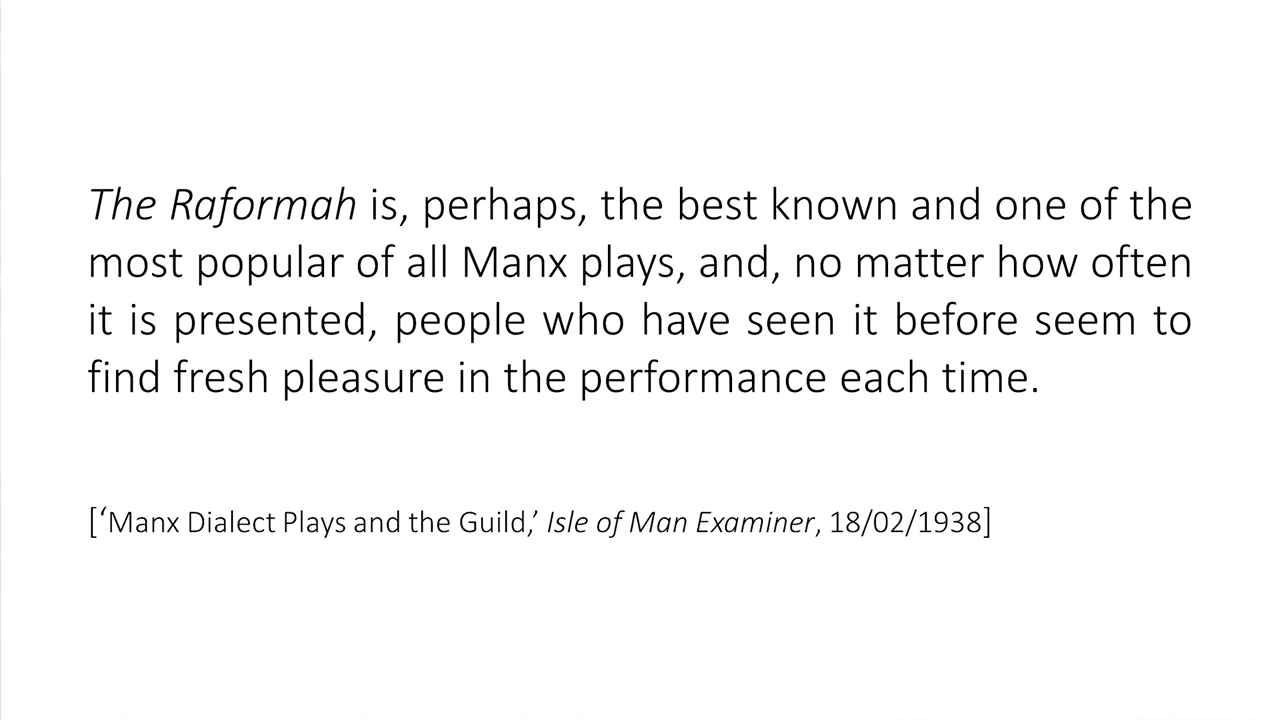 The Raformah is, perhaps, the best known and one of the
most popular of all Manx plays, and, no matter how often
it is presented, people who have seen it before seem to
find fresh pleasure in the performance each time.
[‘Manx Dialect Plays and the Guild,’ Isle of Man Examiner, 18/02/1938]